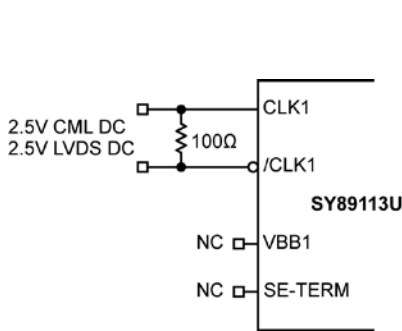 CLK1
2.5V CML DC
2.5V LVDS DC
100Ω
/CLK1
SY89113U
NC VBB1
NC SE-TERM